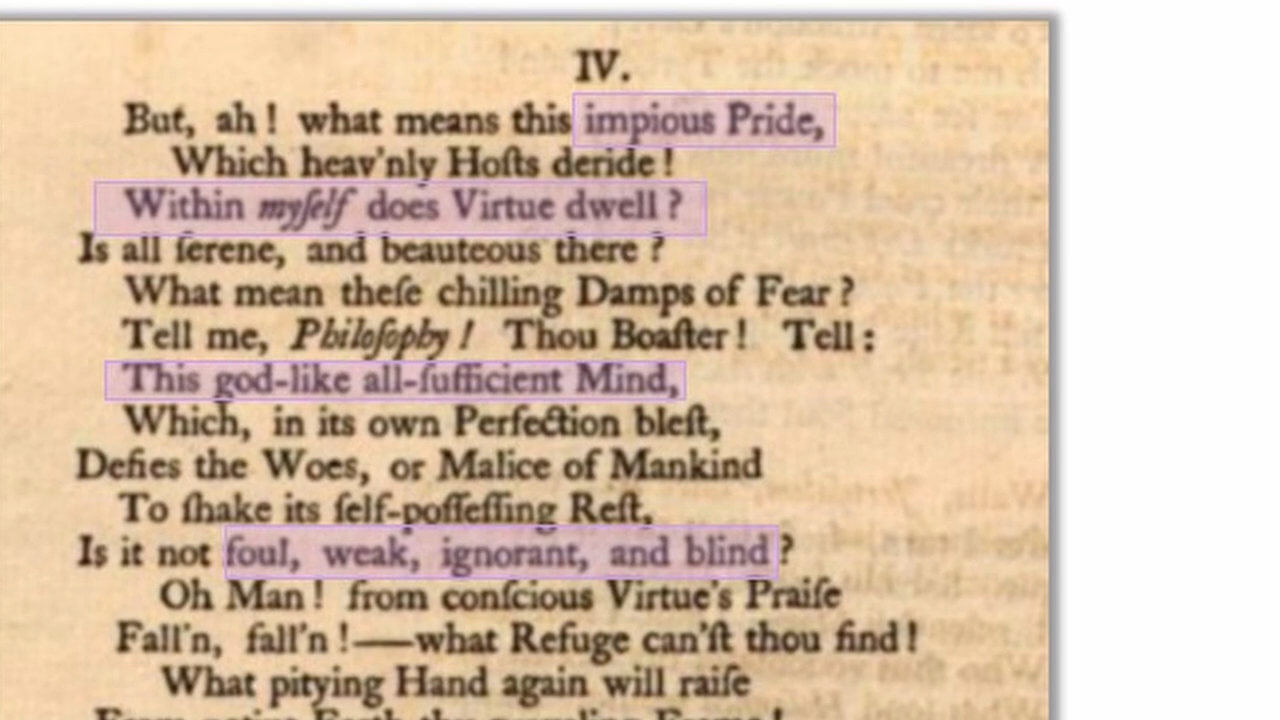 IV.
But, ah! what means this impious Pride,
Which heav'nly Hoſts deride!
Within myſelf does Virtue dwell?
Is all ſerene, and beauteous there?
What mean theſe chilling Damps of Fear?
Tell me, Philoſophy! Thou Boaſter! Tell:
This god-like all-ſufficient Mind,
Which, in its own Perfection bleſt,
Defies the Woes, or Malice of Mankind
To ſhake its ſelf-poſſeſſing Reſt,
Is it not foul, weak, ignorant, and blind?
Oh Man! from conſcious Virtue's Praiſe
Fall'n, fall'n!—what Refuge can'ſt thou find!
What pitying Hand again will raiſe